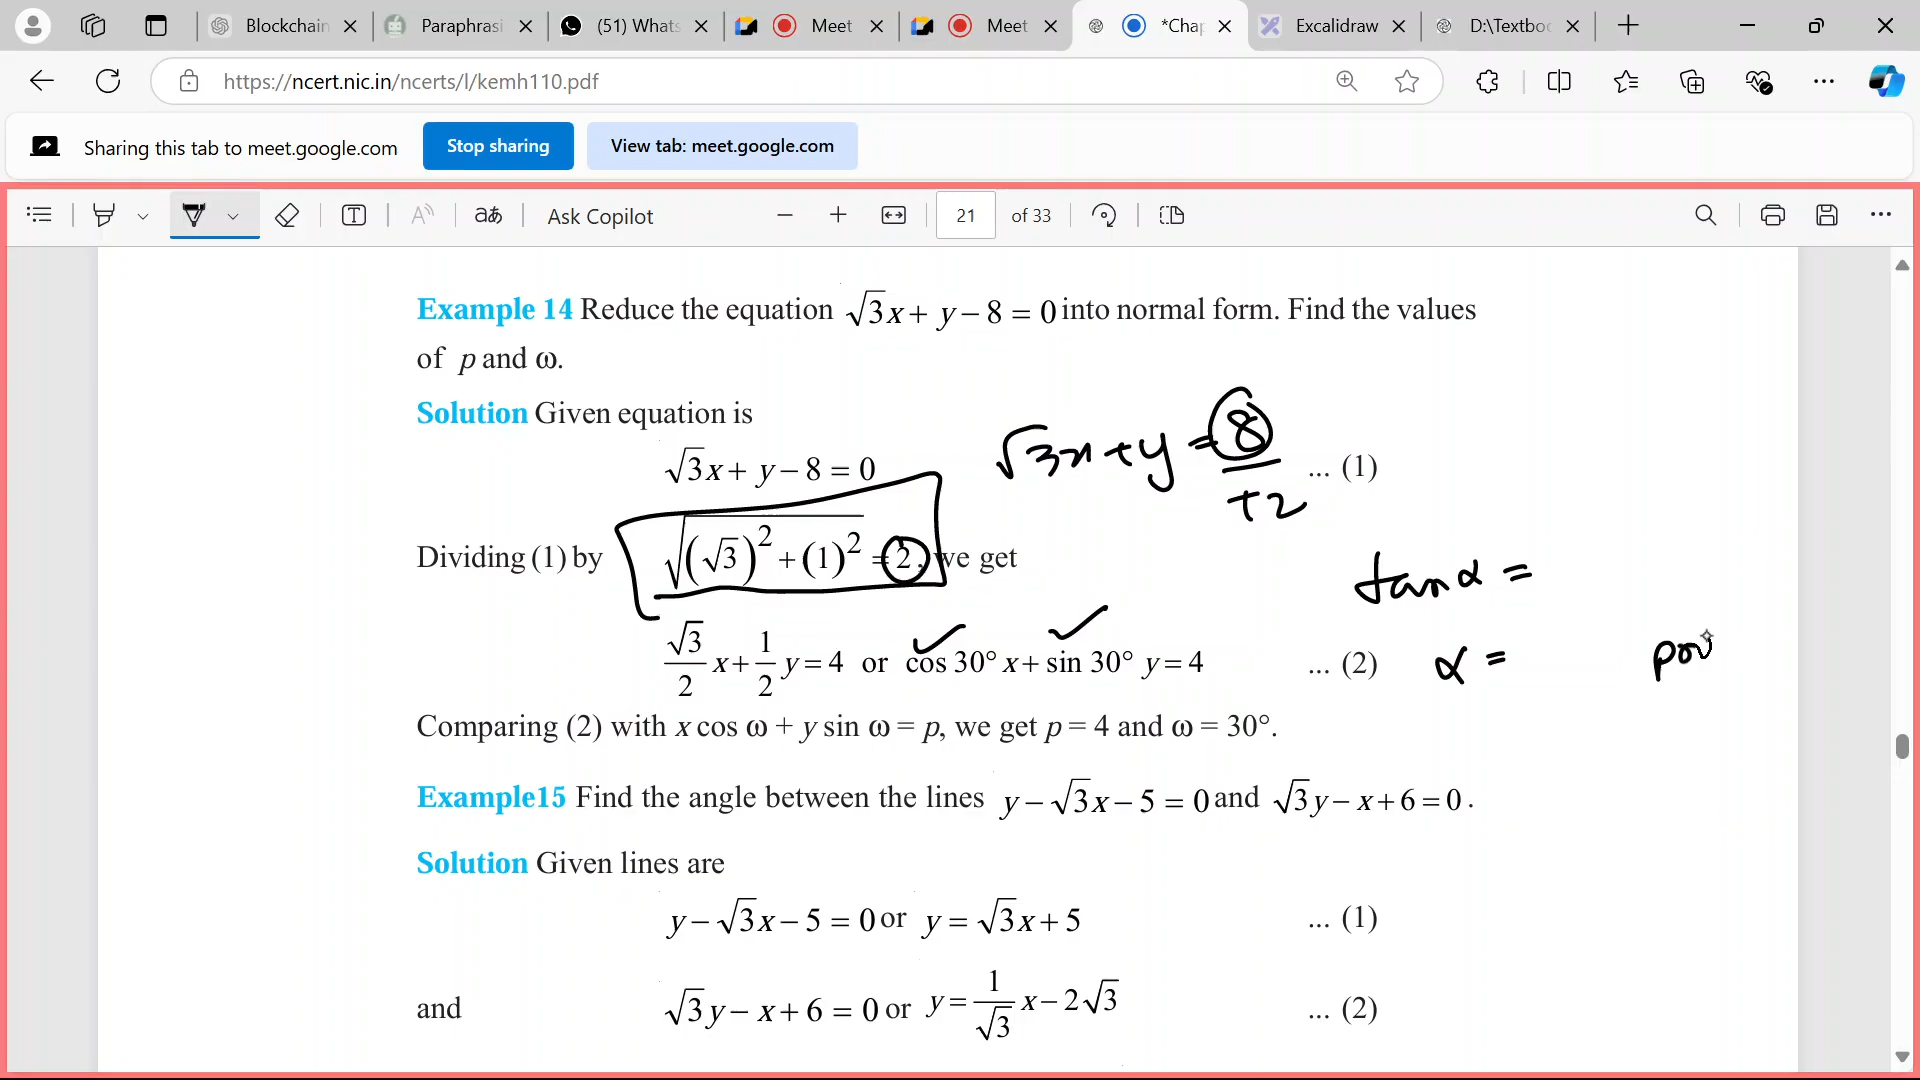 Blockchain
Paraphrasi
(51) Whats
Meet
Meet
*Chap
Excalidraw
D:\Textboo
https://ncert.nic.in/ncerts/l/kemh110.pdf
Sharing this tab to meet.google.com
Stop sharing
View tab: meet.google.com
aあ
Ask Copilot
21
of 33
Example 14 Reduce the equation √3x + y − 8 = 0 into normal form. Find the values
of p and ω.
Solution Given equation is
√3x + y − 8 = 0 ... (1)
√3x + y = 8/+2
Dividing (1) by √((√3)² + (1)²) = 2, we get
tan α =
√3/2 x + 1/2 y = 4 or cos 30° x + sin 30° y = 4 ... (2)
α =
Comparing (2) with x cos ω + y sin ω = p, we get p = 4 and ω = 30°.
Example15 Find the angle between the lines y − √3x − 5 = 0 and √3y − x + 6 = 0.
Solution Given lines are
y − √3x − 5 = 0 or y = √3x + 5 ... (1)
and √3y − x + 6 = 0 or y = 1/√3 x − 2√3 ... (2)